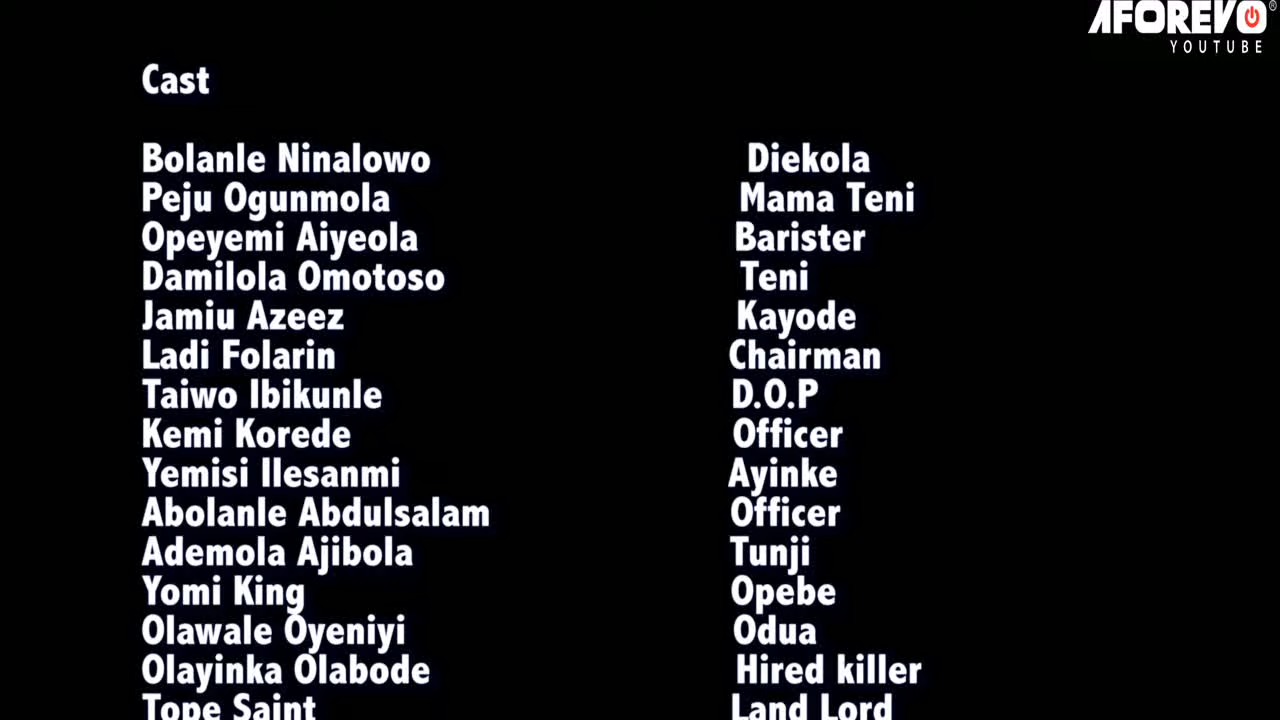 AFOREVO®
YOUTUBE
Cast
Bolanle Ninalowo Diekola
Peju Ogunmola Mama Teni
Opeyemi Aiyeola Barister
Damilola Omotoso Teni
Jamiu Azeez Kayode
Ladi Folarin Chairman
Taiwo Ibikunle D.O.P
Kemi Korede Officer
Yemisi Ilesanmi Ayinke
Abolanle Abdulsalam Officer
Ademola Ajibola Tunji
Yomi King Opebe
Olawale Oyeniyi Odua
Olayinka Olabode Hired killer
Tope Saint Land Lord